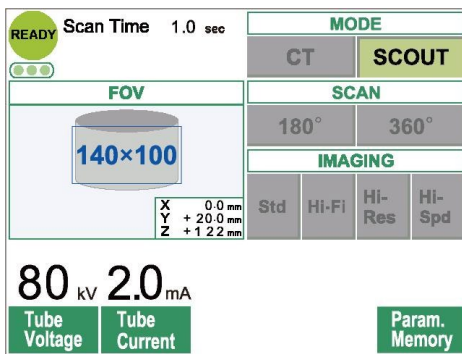 READY Scan Time 1.0 sec
MODE
CT SCOUT
FOV
140×100
X 0.0 mm
Y + 20.0 mm
Z + 122 mm
SCAN
180° 360°
IMAGING
Std Hi-Fi Hi-Res Hi-Spd
80 kV 2.0 mA
Tube Voltage
Tube Current
Param. Memory